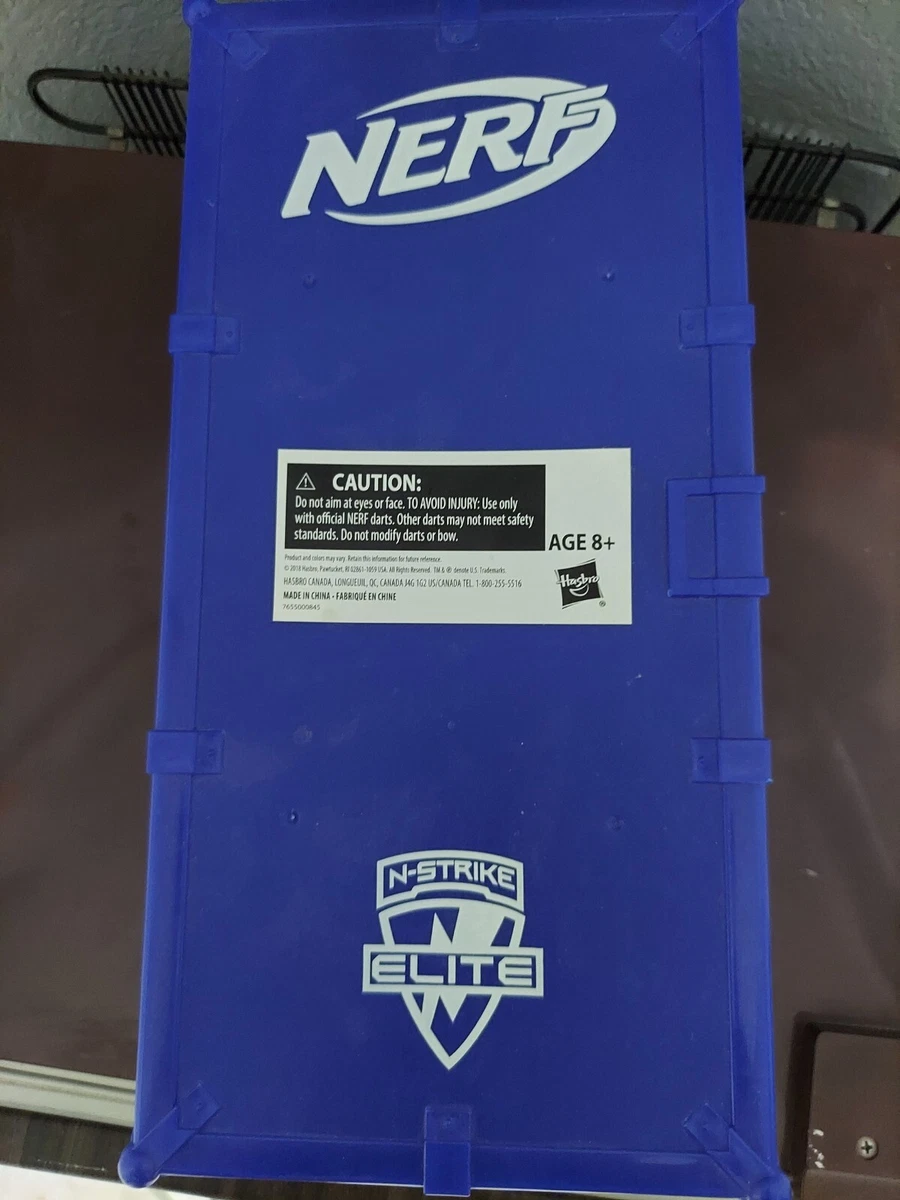 NERF
⚠ CAUTION:
Do not aim at eyes or face. TO AVOID INJURY: Use only
with official NERF darts. Other darts may not meet safety
standards. Do not modify darts or bow.
AGE 8+
Product and colors may vary. Retain this information for future reference.
© 2018 Hasbro, Pawtucket, RI 02861-1059 USA. All Rights Reserved. TM & ® denote U.S. Trademarks.
HASBRO CANADA, LONGUEUIL, QC, CANADA J4G 1G2 US/CANADA TEL. 1-800-255-5516
MADE IN CHINA • FABRIQUÉ EN CHINE
7655000845
Hasbro
®
N-STRIKE
ELITE